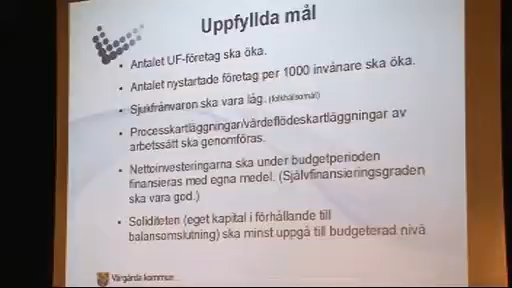 Uppfyllda mål
• Antalet UF-företag ska öka.
• Antalet nystartade företag per 1000 invånare ska öka.
• Sjukfrånvaron ska vara låg. (folkhälsomål)
• Processkartläggningar/värdeflödeskartläggningar av
arbetssätt ska genomföras.
• Nettoinvesteringarna ska under budgetperioden
finansieras med egna medel. (Självfinansieringsgraden
ska vara god.)
• Soliditeten (eget kapital i förhållande till
balansomslutning) ska minst uppgå till budgeterad nivå
Vårgårda kommun